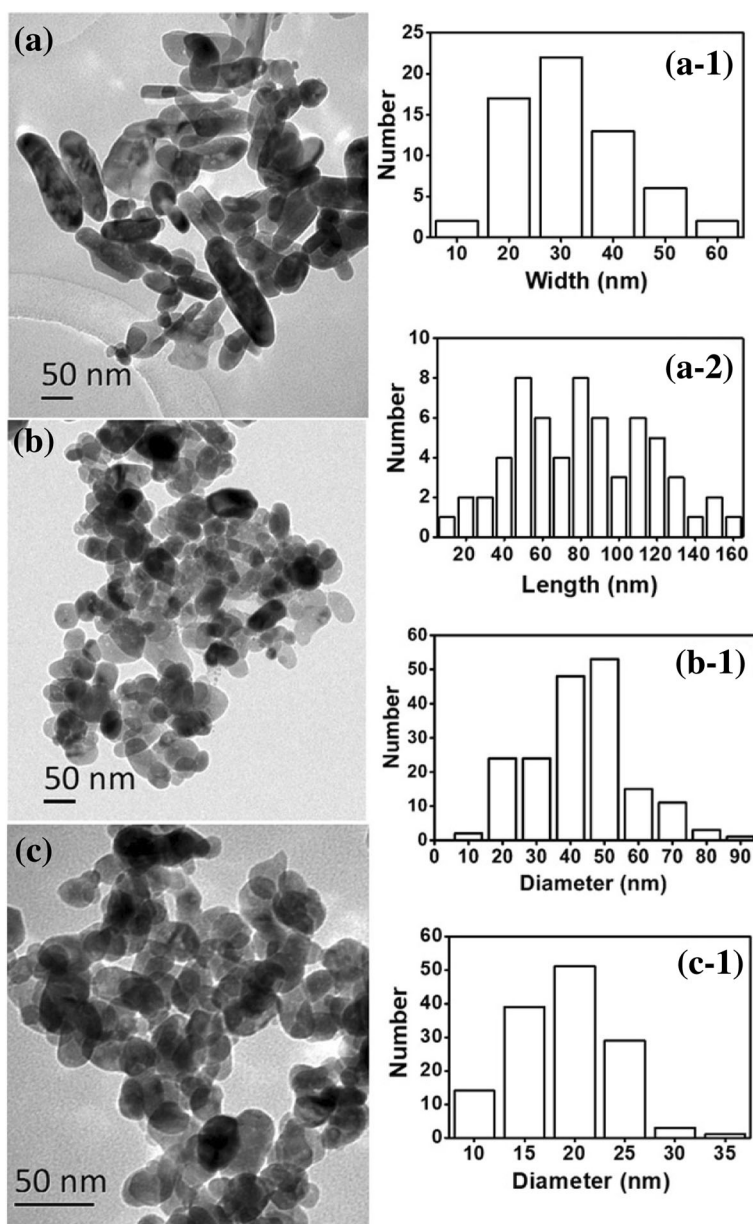 (a)
50 nm
(a-1)
Number
25
20
15
10
5
0
10 20 30 40 50 60
Width (nm)
(a-2)
Number
10
8
6
4
2
0
20 40 60 80 100 120 140 160
Length (nm)
(b)
50 nm
(b-1)
Number
60
50
40
30
20
10
0
0 10 20 30 40 50 60 70 80 90
Diameter (nm)
(c)
50 nm
(c-1)
Number
60
50
40
30
20
10
0
10 15 20 25 30 35
Diameter (nm)